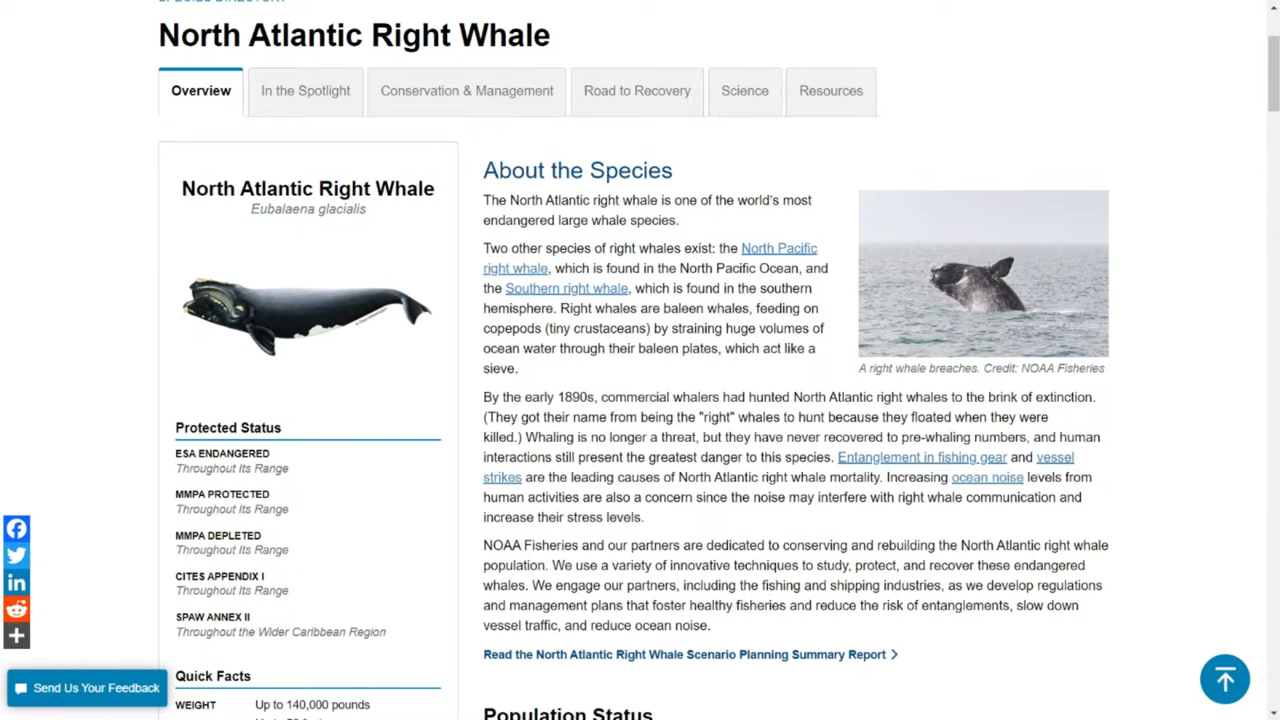 North Atlantic Right Whale
Overview
In the Spotlight
Conservation & Management
Road to Recovery
Science
Resources
North Atlantic Right Whale
Eubalaena glacialis
Protected Status
ESA ENDANGERED
Throughout Its Range
MMPA PROTECTED
Throughout Its Range
MMPA DEPLETED
Throughout Its Range
CITES APPENDIX I
Throughout Its Range
SPAW ANNEX II
Throughout the Wider Caribbean Region
Quick Facts
WEIGHT Up to 140,000 pounds
About the Species
The North Atlantic right whale is one of the world's most
endangered large whale species.
Two other species of right whales exist: the North Pacific
right whale, which is found in the North Pacific Ocean, and
the Southern right whale, which is found in the southern
hemisphere. Right whales are baleen whales, feeding on
copepods (tiny crustaceans) by straining huge volumes of
ocean water through their baleen plates, which act like a
sieve.
A right whale breaches. Credit: NOAA Fisheries
By the early 1890s, commercial whalers had hunted North Atlantic right whales to the brink of extinction.
(They got their name from being the "right" whales to hunt because they floated when they were
killed.) Whaling is no longer a threat, but they have never recovered to pre-whaling numbers, and human
interactions still present the greatest danger to this species. Entanglement in fishing gear and vessel
strikes are the leading causes of North Atlantic right whale mortality. Increasing ocean noise levels from
human activities are also a concern since the noise may interfere with right whale communication and
increase their stress levels.
NOAA Fisheries and our partners are dedicated to conserving and rebuilding the North Atlantic right whale
population. We use a variety of innovative techniques to study, protect, and recover these endangered
whales. We engage our partners, including the fishing and shipping industries, as we develop regulations
and management plans that foster healthy fisheries and reduce the risk of entanglements, slow down
vessel traffic, and reduce ocean noise.
Read the North Atlantic Right Whale Scenario Planning Summary Report
Population Status
Send Us Your Feedback